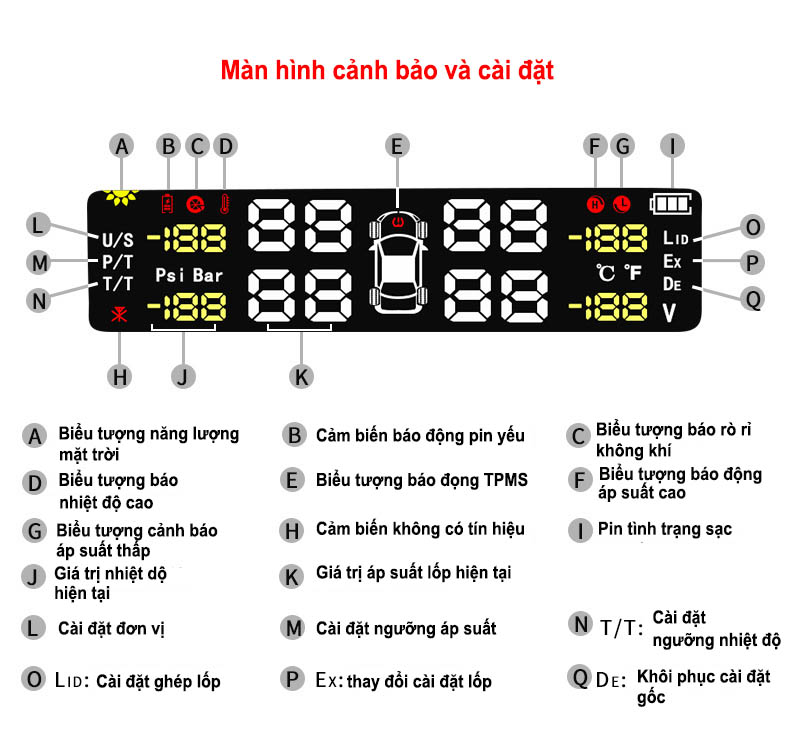 Màn hình cảnh bảo và cài đặt
A B C D E F G I
L U/S -188 88 88 -188 LID O
M P/T Psi Bar ℃ ℉ EX P
N T/T -188 88 88 -188 DE Q
V
H J K
A Biểu tượng năng lượng
mặt trời
B Cảm biến báo động pin yếu
C Biểu tượng báo rò rỉ
không khí
D Biểu tượng báo
nhiệt độ cao
E Biểu tượng báo đọng TPMS
F Biểu tượng báo động
áp suất cao
G Biểu tượng cảnh báo
áp suất thấp
H Cảm biến không có tín hiệu
I Pin tình trạng sạc
J Giá trị nhiệt dộ
hiện tại
K Giá trị áp suất lốp hiện tại
L Cài đặt đơn vị
M Cài đặt ngưỡng áp suất
N T/T: Cài đặt
ngưỡng nhiệt độ
O LID: Cài đặt ghép lốp
P EX: thay đổi cài đặt lốp
Q DE: Khôi phục cài đặt
gốc